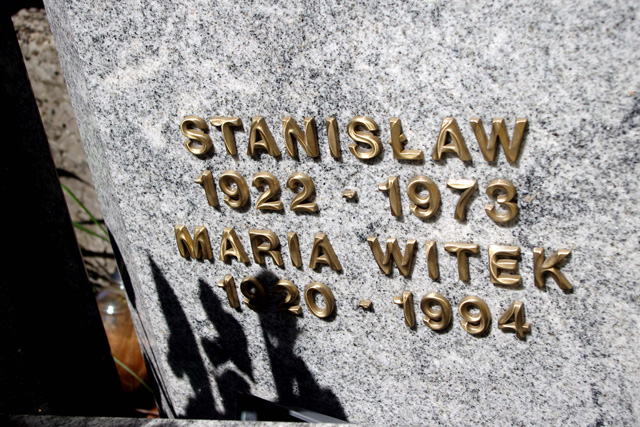 STANISŁAW
1922 - 1973
MARIA WITEK
1920 - 1994